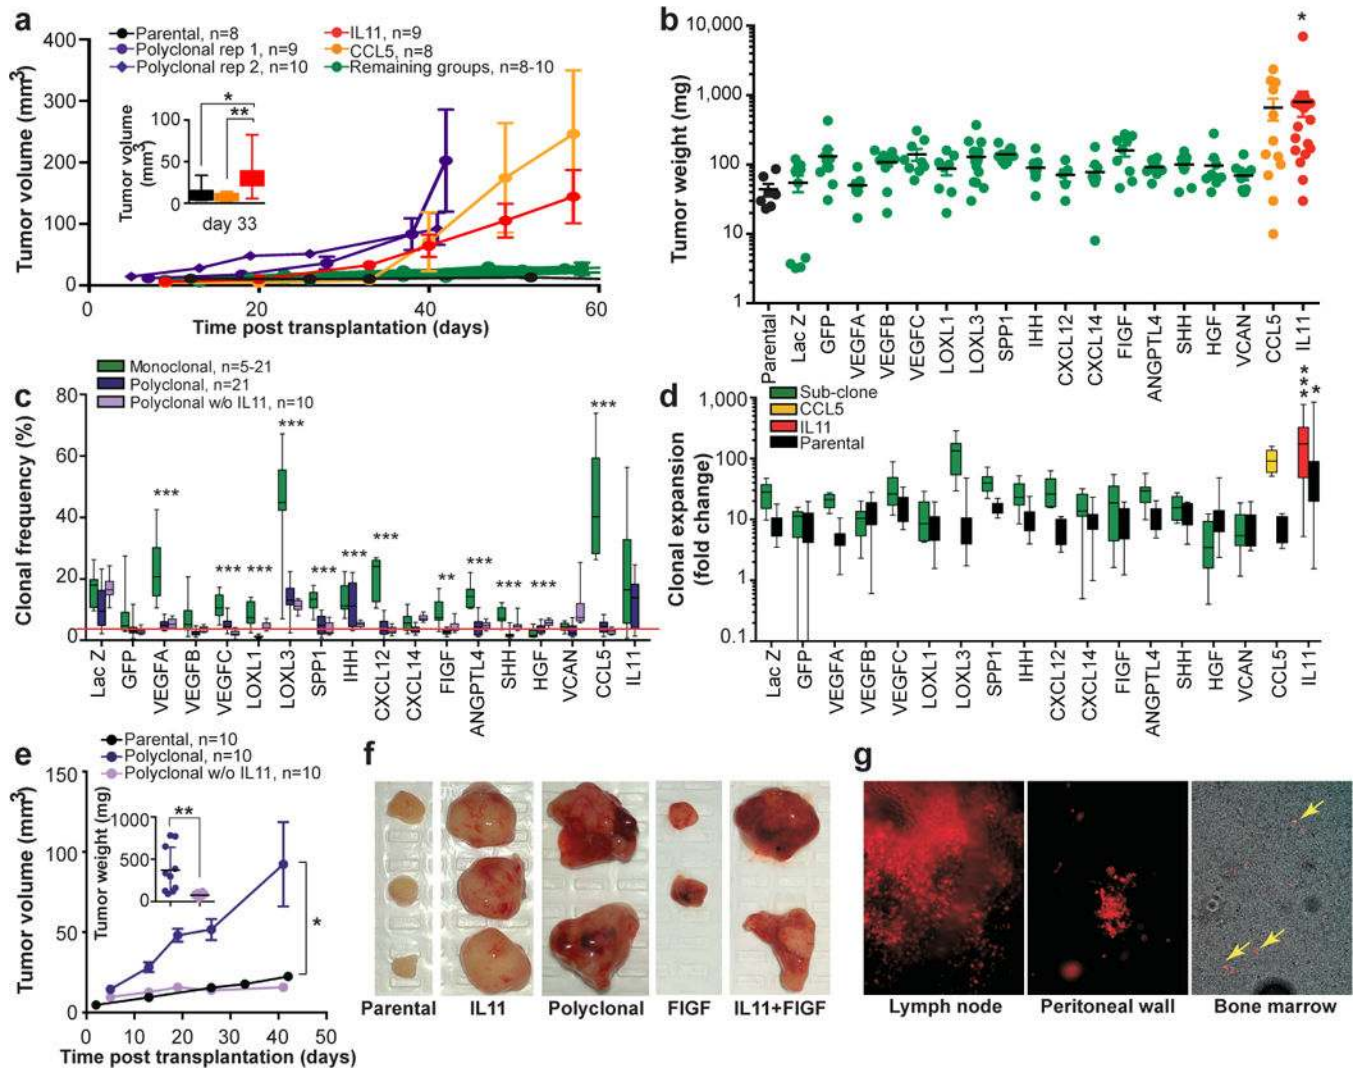 a
Parental, n=8
Polyclonal rep 1, n=9
Polyclonal rep 2, n=10
IL11, n=9
CCL5, n=8
Remaining groups, n=8-10
Tumor volume (mm3)
400
300
200
100
0
Tumor volume
(mm3)
100
50
0
*
**
day 33
0
20
40
60
Time post transplantation (days)
b
Tumor weight (mg)
10,000
1,000
100
10
1
*
Parental
Lac Z
GFP
VEGFA
VEGFB
VEGFC
LOXL1
LOXL3
SPP1
IHH
CXCL12
CXCL14
FIGF
ANGPTL4
SHH
HGF
VCAN
CCL5
IL11
c
Monoclonal, n=5-21
Polyclonal, n=21
Polyclonal w/o IL11, n=10
Clonal frequency (%)
80
60
40
20
0
***
***
***
***
***
***
***
**
***
***
***
***
Lac Z
GFP
VEGFA
VEGFB
VEGFC
LOXL1
LOXL3
SPP1
IHH
CXCL12
CXCL14
FIGF
ANGPTL4
SHH
HGF
VCAN
CCL5
IL11
d
Sub-clone
CCL5
IL11
Parental
Clonal expansion
(fold change)
1,000
100
10
1
0.1
***
*
Lac Z
GFP
VEGFA
VEGFB
VEGFC
LOXL1
LOXL3
SPP1
IHH
CXCL12
CXCL14
FIGF
ANGPTL4
SHH
HGF
VCAN
CCL5
IL11
e
Parental, n=10
Polyclonal, n=10
Polyclonal w/o IL11, n=10
Tumor volume (mm3)
150
100
50
0
Tumor weight (mg)
1000
500
0
**
*
0
10
20
30
40
50
Time post transplantation (days)
f
Parental
IL11
Polyclonal
FIGF
IL11+FIGF
g
Lymph node
Peritoneal wall
Bone marrow